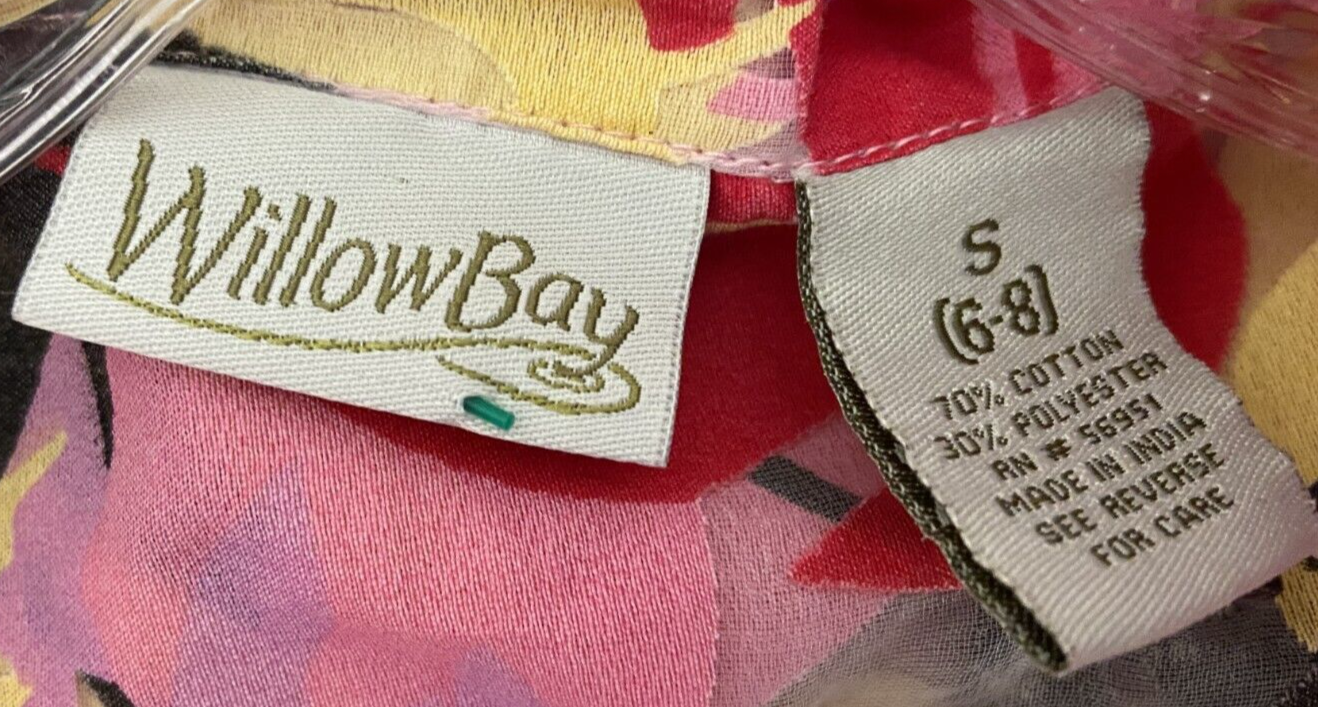 WillowBay
S
(6-8)
70% COTTON
30% POLYESTER
RN # 56951
MADE IN INDIA
SEE REVERSE
FOR CARE